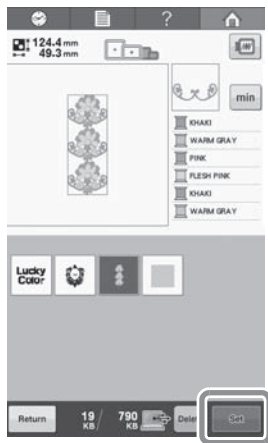 ?
124.4 mm
49.3 mm
min
KHAKI
WARM GRAY
PINK
FLESH PINK
KHAKI
WARM GRAY
Lucky
Color
Return
19 KB / 790 KB
Dele
Set